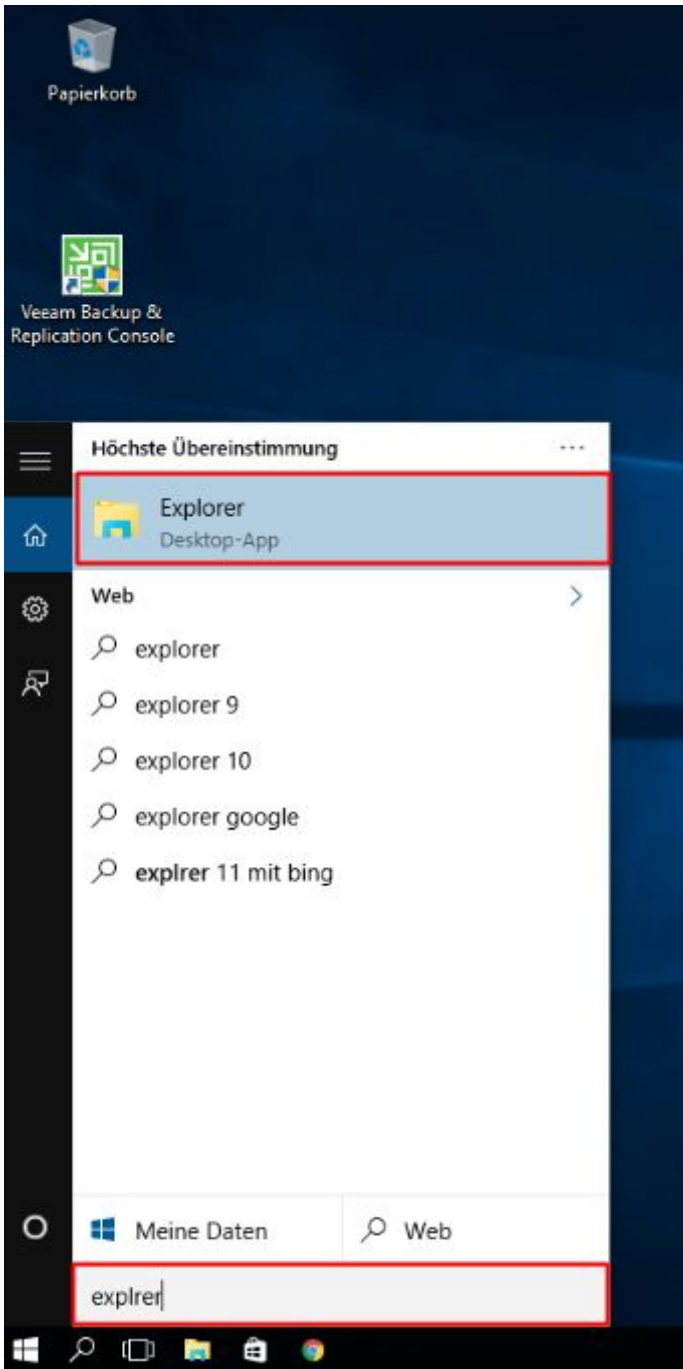 Papierkorb
Veeam Backup &
Replication Console
Höchste Übereinstimmung
Explorer
Desktop-App
Web
explorer
explorer 9
explorer 10
explorer google
explrer 11 mit bing
Meine Daten
Web
explrer